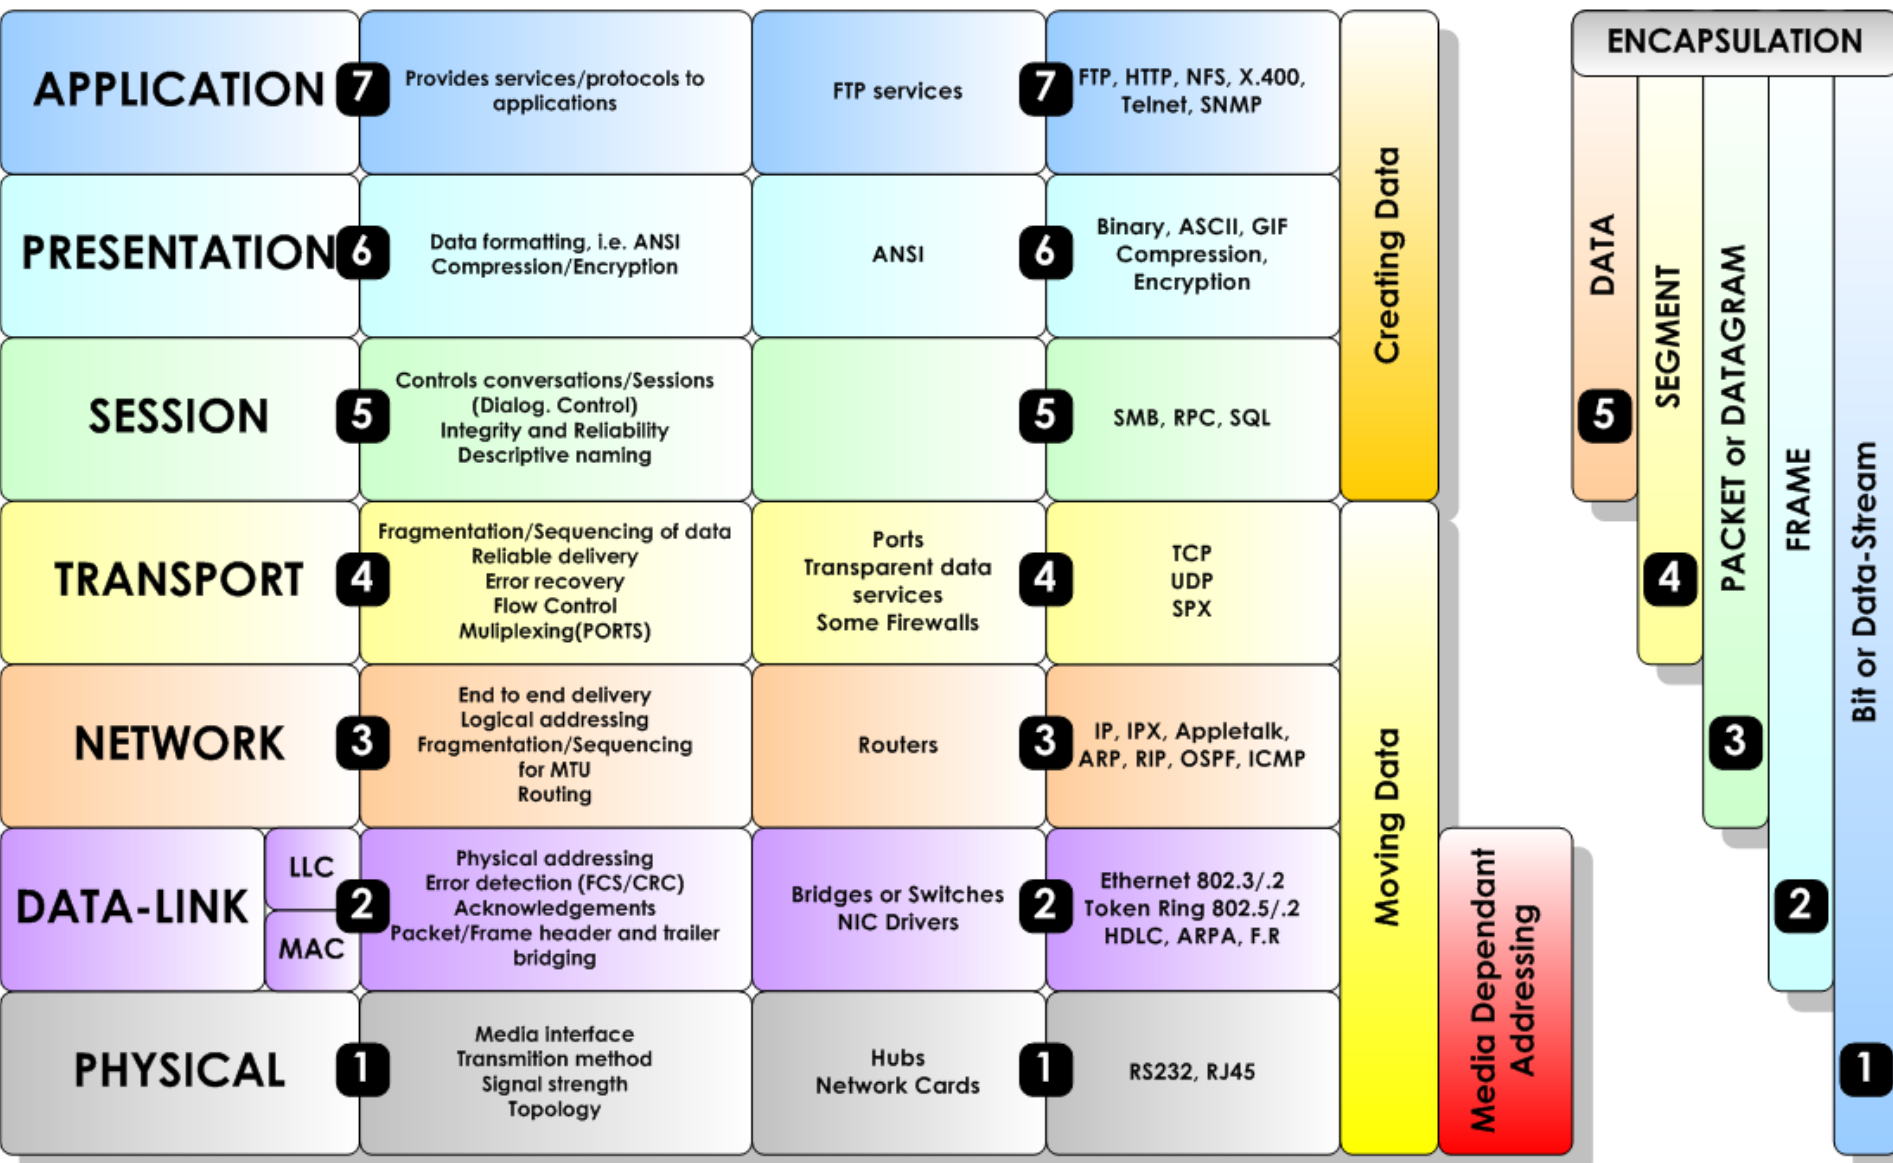 APPLICATION
7
Provides services/protocols to
applications
FTP services
7
FTP, HTTP, NFS, X.400,
Telnet, SNMP
PRESENTATION
6
Data formatting, i.e. ANSI
Compression/Encryption
ANSI
6
Binary, ASCII, GIF
Compression,
Encryption
SESSION
5
Controls conversations/Sessions
(Dialog. Control)
Integrity and Reliability
Descriptive naming
5
SMB, RPC, SQL
Creating Data
TRANSPORT
4
Fragmentation/Sequencing of data
Reliable delivery
Error recovery
Flow Control
Muliplexing(PORTS)
Ports
Transparent data
services
Some Firewalls
4
TCP
UDP
SPX
NETWORK
3
End to end delivery
Logical addressing
Fragmentation/Sequencing
for MTU
Routing
Routers
3
IP, IPX, Appletalk,
ARP, RIP, OSPF, ICMP
DATA-LINK
LLC
MAC
2
Physical addressing
Error detection (FCS/CRC)
Acknowledgements
Packet/Frame header and trailer
bridging
Bridges or Switches
NIC Drivers
2
Ethernet 802.3/.2
Token Ring 802.5/.2
HDLC, ARPA, F.R
PHYSICAL
1
Media interface
Transmition method
Signal strength
Topology
Hubs
Network Cards
1
RS232, RJ45
Moving Data
Media Dependant
Addressing
ENCAPSULATION
DATA
5
SEGMENT
4
PACKET or DATAGRAM
3
FRAME
2
Bit or Data-Stream
1